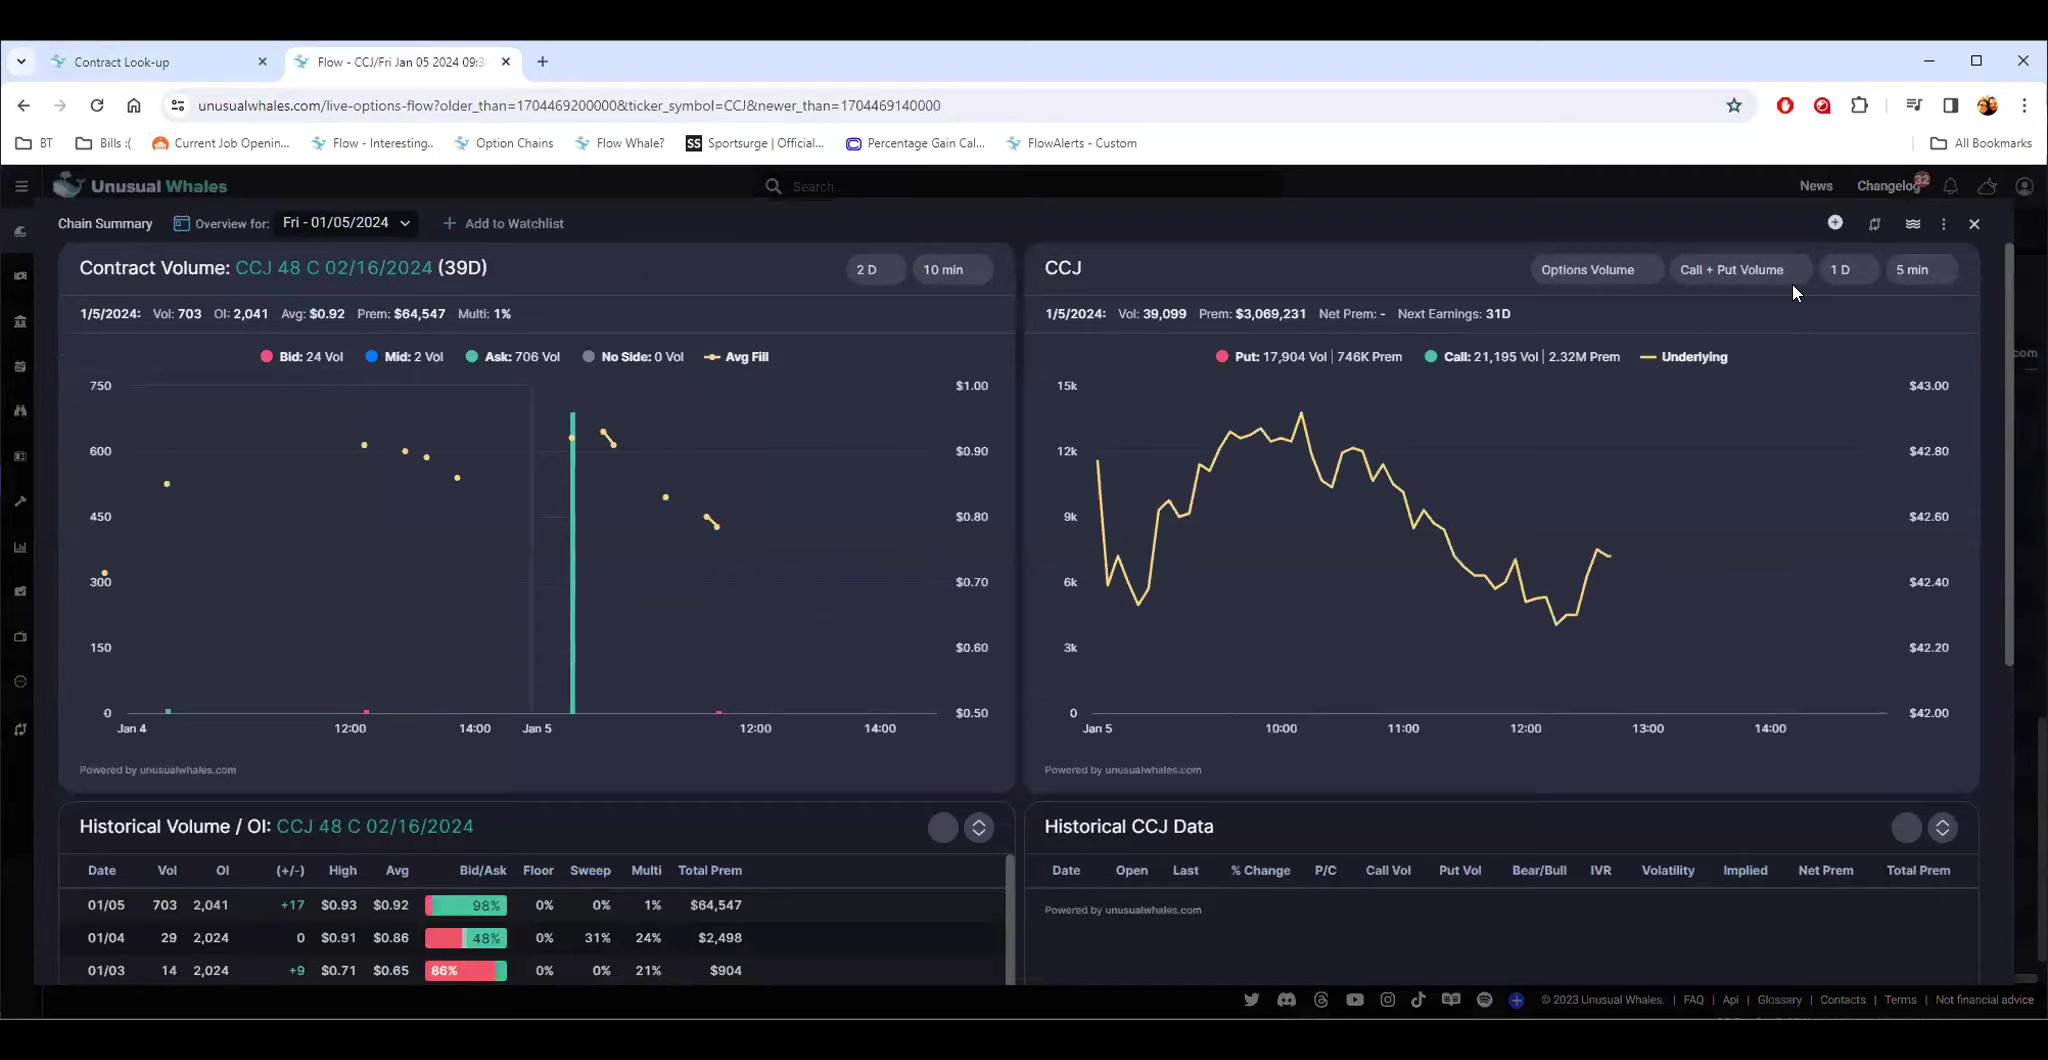 Contract Look-up
Flow - CCJ/Fri Jan 05 2024 09:3
unusualwhales.com/live-options-flow?older_than=1704469200000&ticker_symbol=CCJ&newer_than=1704469140000
BT Bills :( Current Job Openin... Flow - Interesting.. Option Chains Flow Whale? SS Sportsurge | Official... Percentage Gain Cal... FlowAlerts - Custom All Bookmarks
Unusual Whales Search.. News Changelog 32
Chain Summary Overview for: Fri - 01/05/2024 Add to Watchlist
Contract Volume: CCJ 48 C 02/16/2024 (39D) 2 D 10 min
1/5/2024: Vol: 703 OI: 2,041 Avg: $0.92 Prem: $64,547 Multi: 1%
Bid: 24 Vol Mid: 2 Vol Ask: 706 Vol No Side: 0 Vol Avg Fill
750 $1.00
600 $0.90
450 $0.80
300 $0.70
150 $0.60
0 $0.50
Jan 4 12:00 14:00 Jan 5 12:00 14:00
Powered by unusualwhales.com
CCJ Options Volume Call + Put Volume 1 D 5 min
1/5/2024: Vol: 39,099 Prem: $3,069,231 Net Prem: - Next Earnings: 31D
Put: 17,904 Vol | 746K Prem Call: 21,195 Vol | 2.32M Prem Underlying
15k $43.00
12k $42.80
9k $42.60
6k $42.40
3k $42.20
0 $42.00
Jan 5 10:00 11:00 12:00 13:00 14:00
Powered by unusualwhales.com
com
Historical Volume / OI: CCJ 48 C 02/16/2024
Date Vol OI (+/-) High Avg Bid/Ask Floor Sweep Multi Total Prem
01/05 703 2,041 +17 $0.93 $0.92 98% 0% 0% 1% $64,547
01/04 29 2,024 0 $0.91 $0.86 48% 0% 31% 24% $2,498
01/03 14 2,024 +9 $0.71 $0.65 86% 0% 0% 21% $904
Historical CCJ Data
Date Open Last % Change P/C Call Vol Put Vol Bear/Bull IVR Volatility Implied Net Prem Total Prem
Powered by unusualwhales.com
© 2023 Unusual Whales. | FAQ | Api | Glossary | Contacts | Terms | Not financial advice